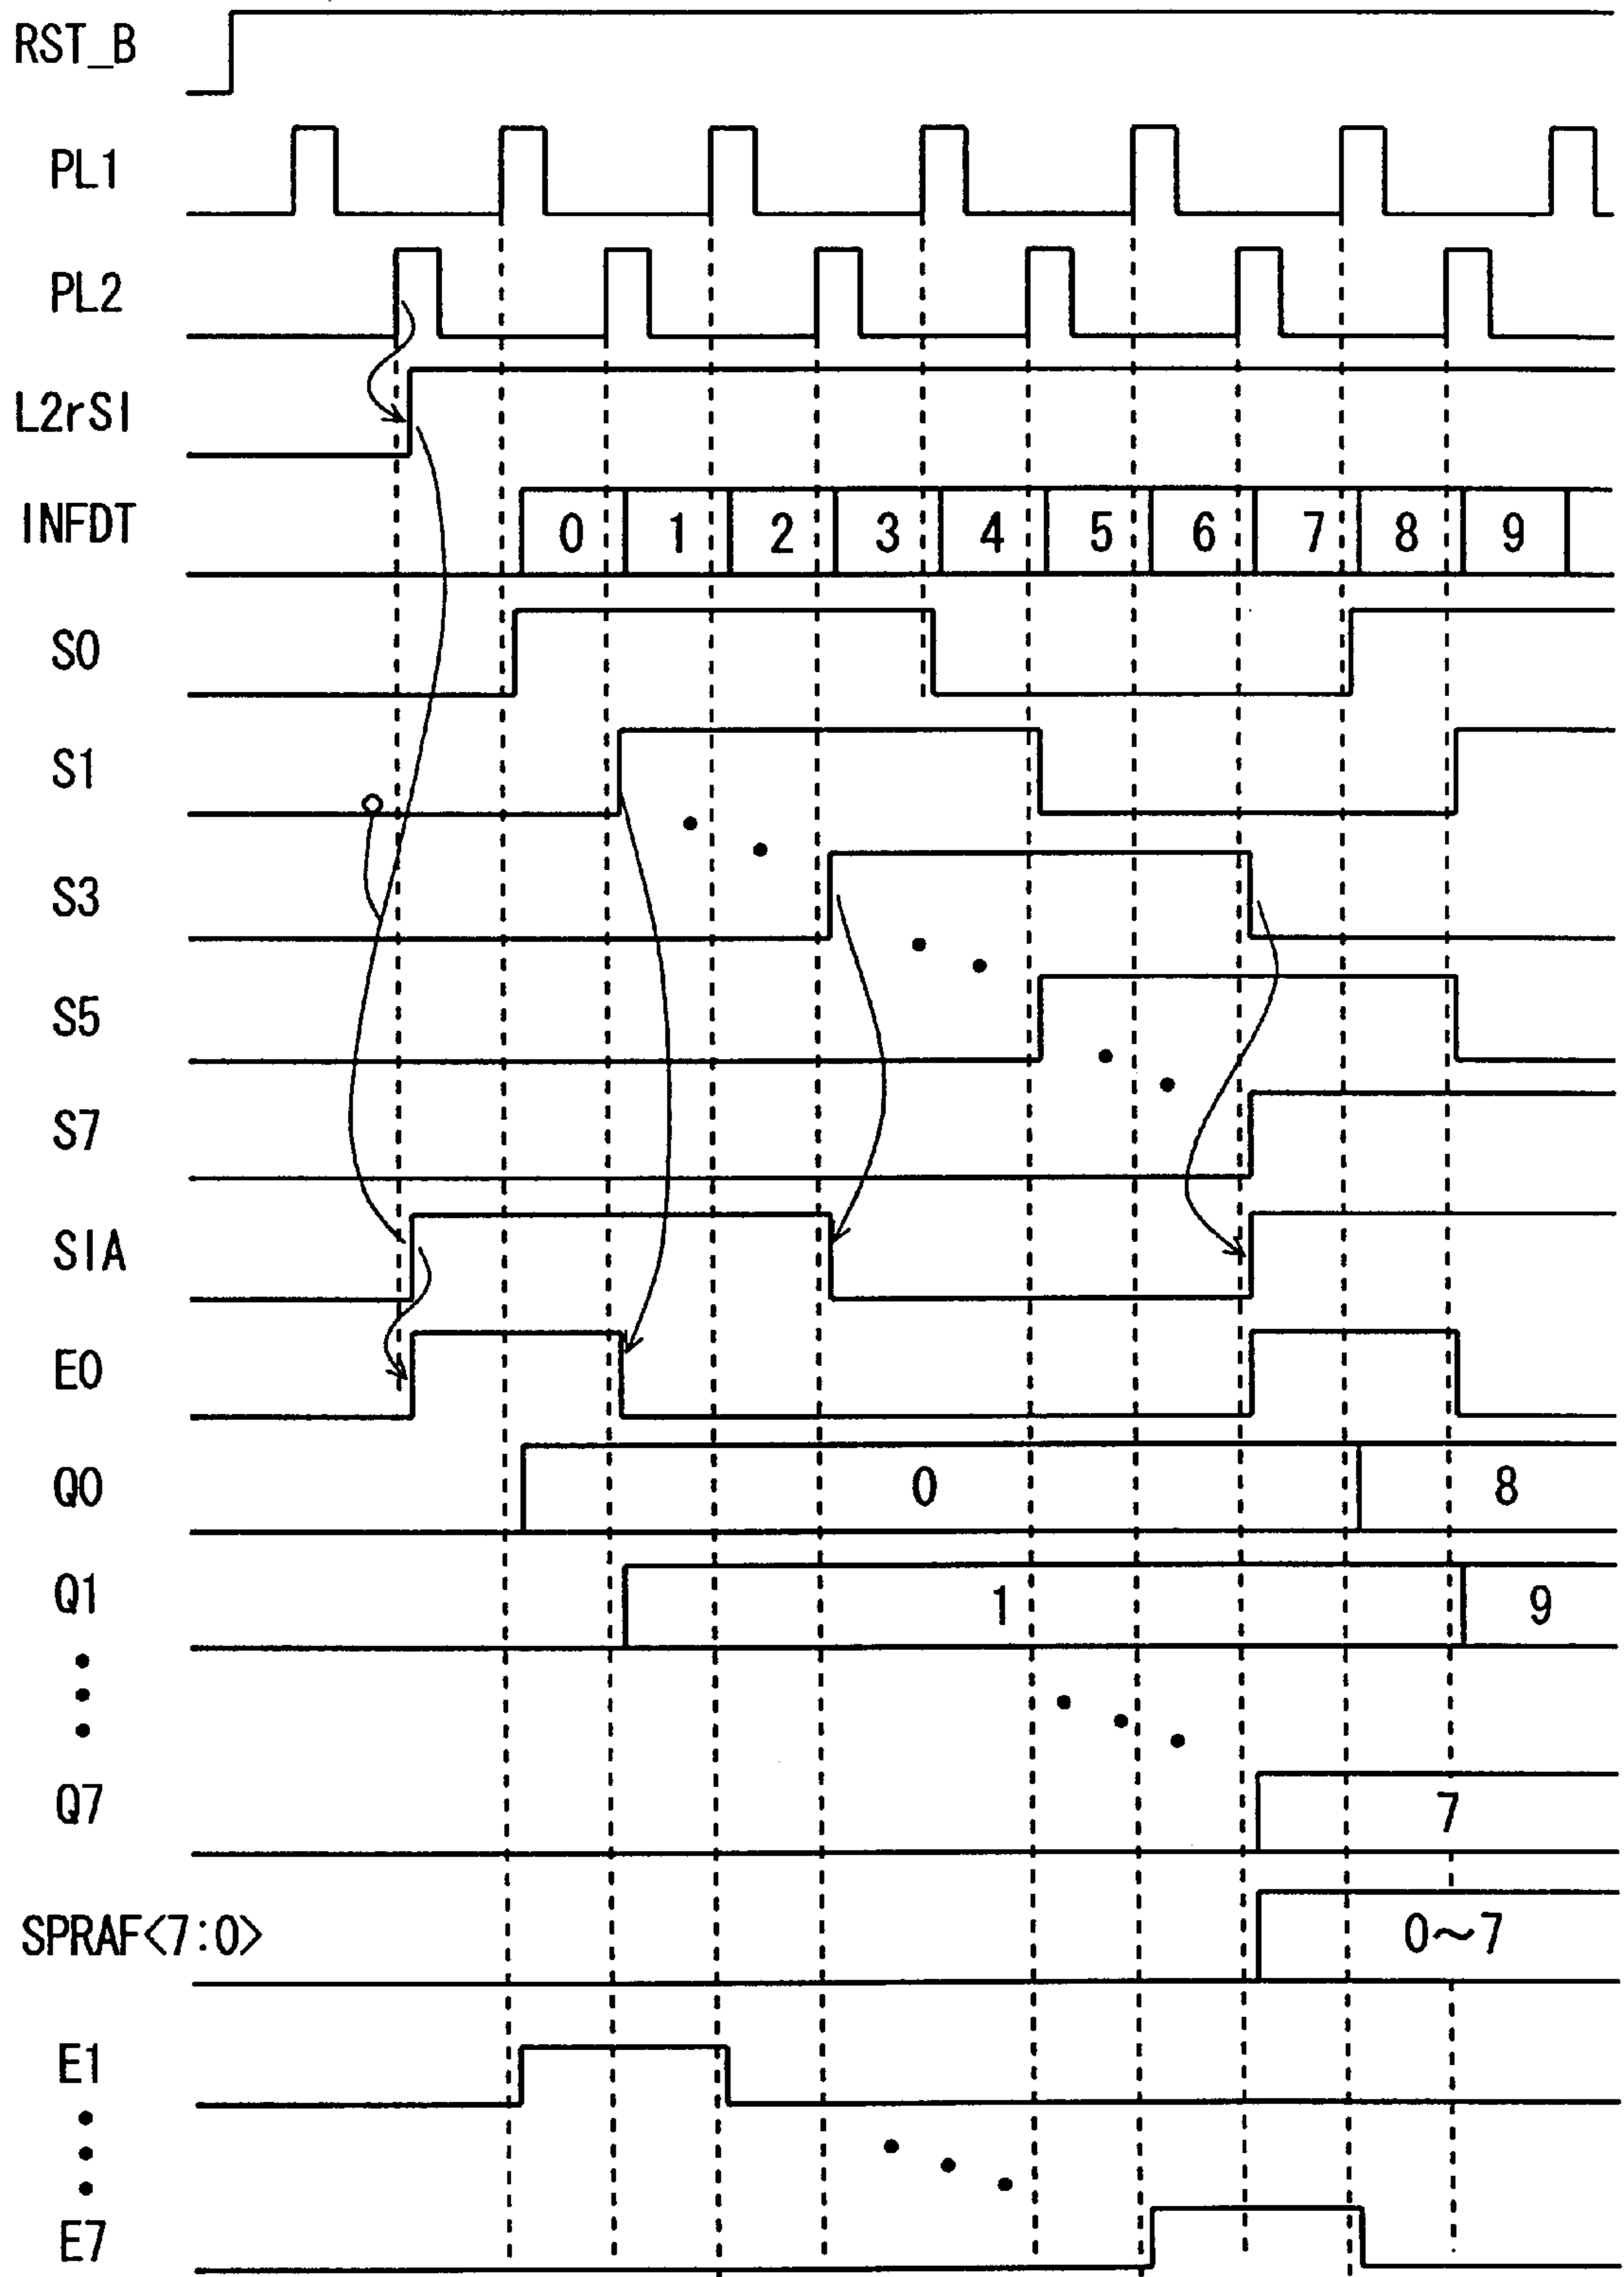 RST_B
PL1
PL2
L2rSI
INFDT 0 1 2 3 4 5 6 7 8 9
S0
S1
S3
S5
S7
SIA
E0
Q0 0 8
Q1 1 9
Q7 7
SPRAF<7:0> 0~7
E1
E7